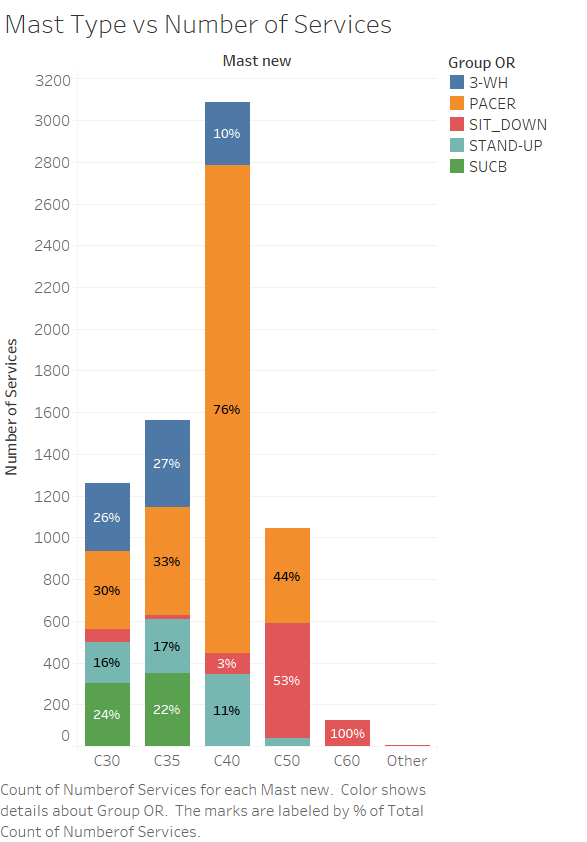 Mast Type vs Number of Services
Mast new
Group OR
3-WH
PACER
SIT_DOWN
STAND-UP
SUCB
Number of Services
3200
3000
2800
2600
2400
2200
2000
1800
1600
1400
1200
1000
800
600
400
200
0
26%
30%
16%
24%
27%
33%
17%
22%
10%
76%
3%
11%
44%
53%
100%
C30 C35 C40 C50 C60 Other
Count of Numberof Services for each Mast new. Color shows
details about Group OR. The marks are labeled by % of Total
Count of Numberof Services.